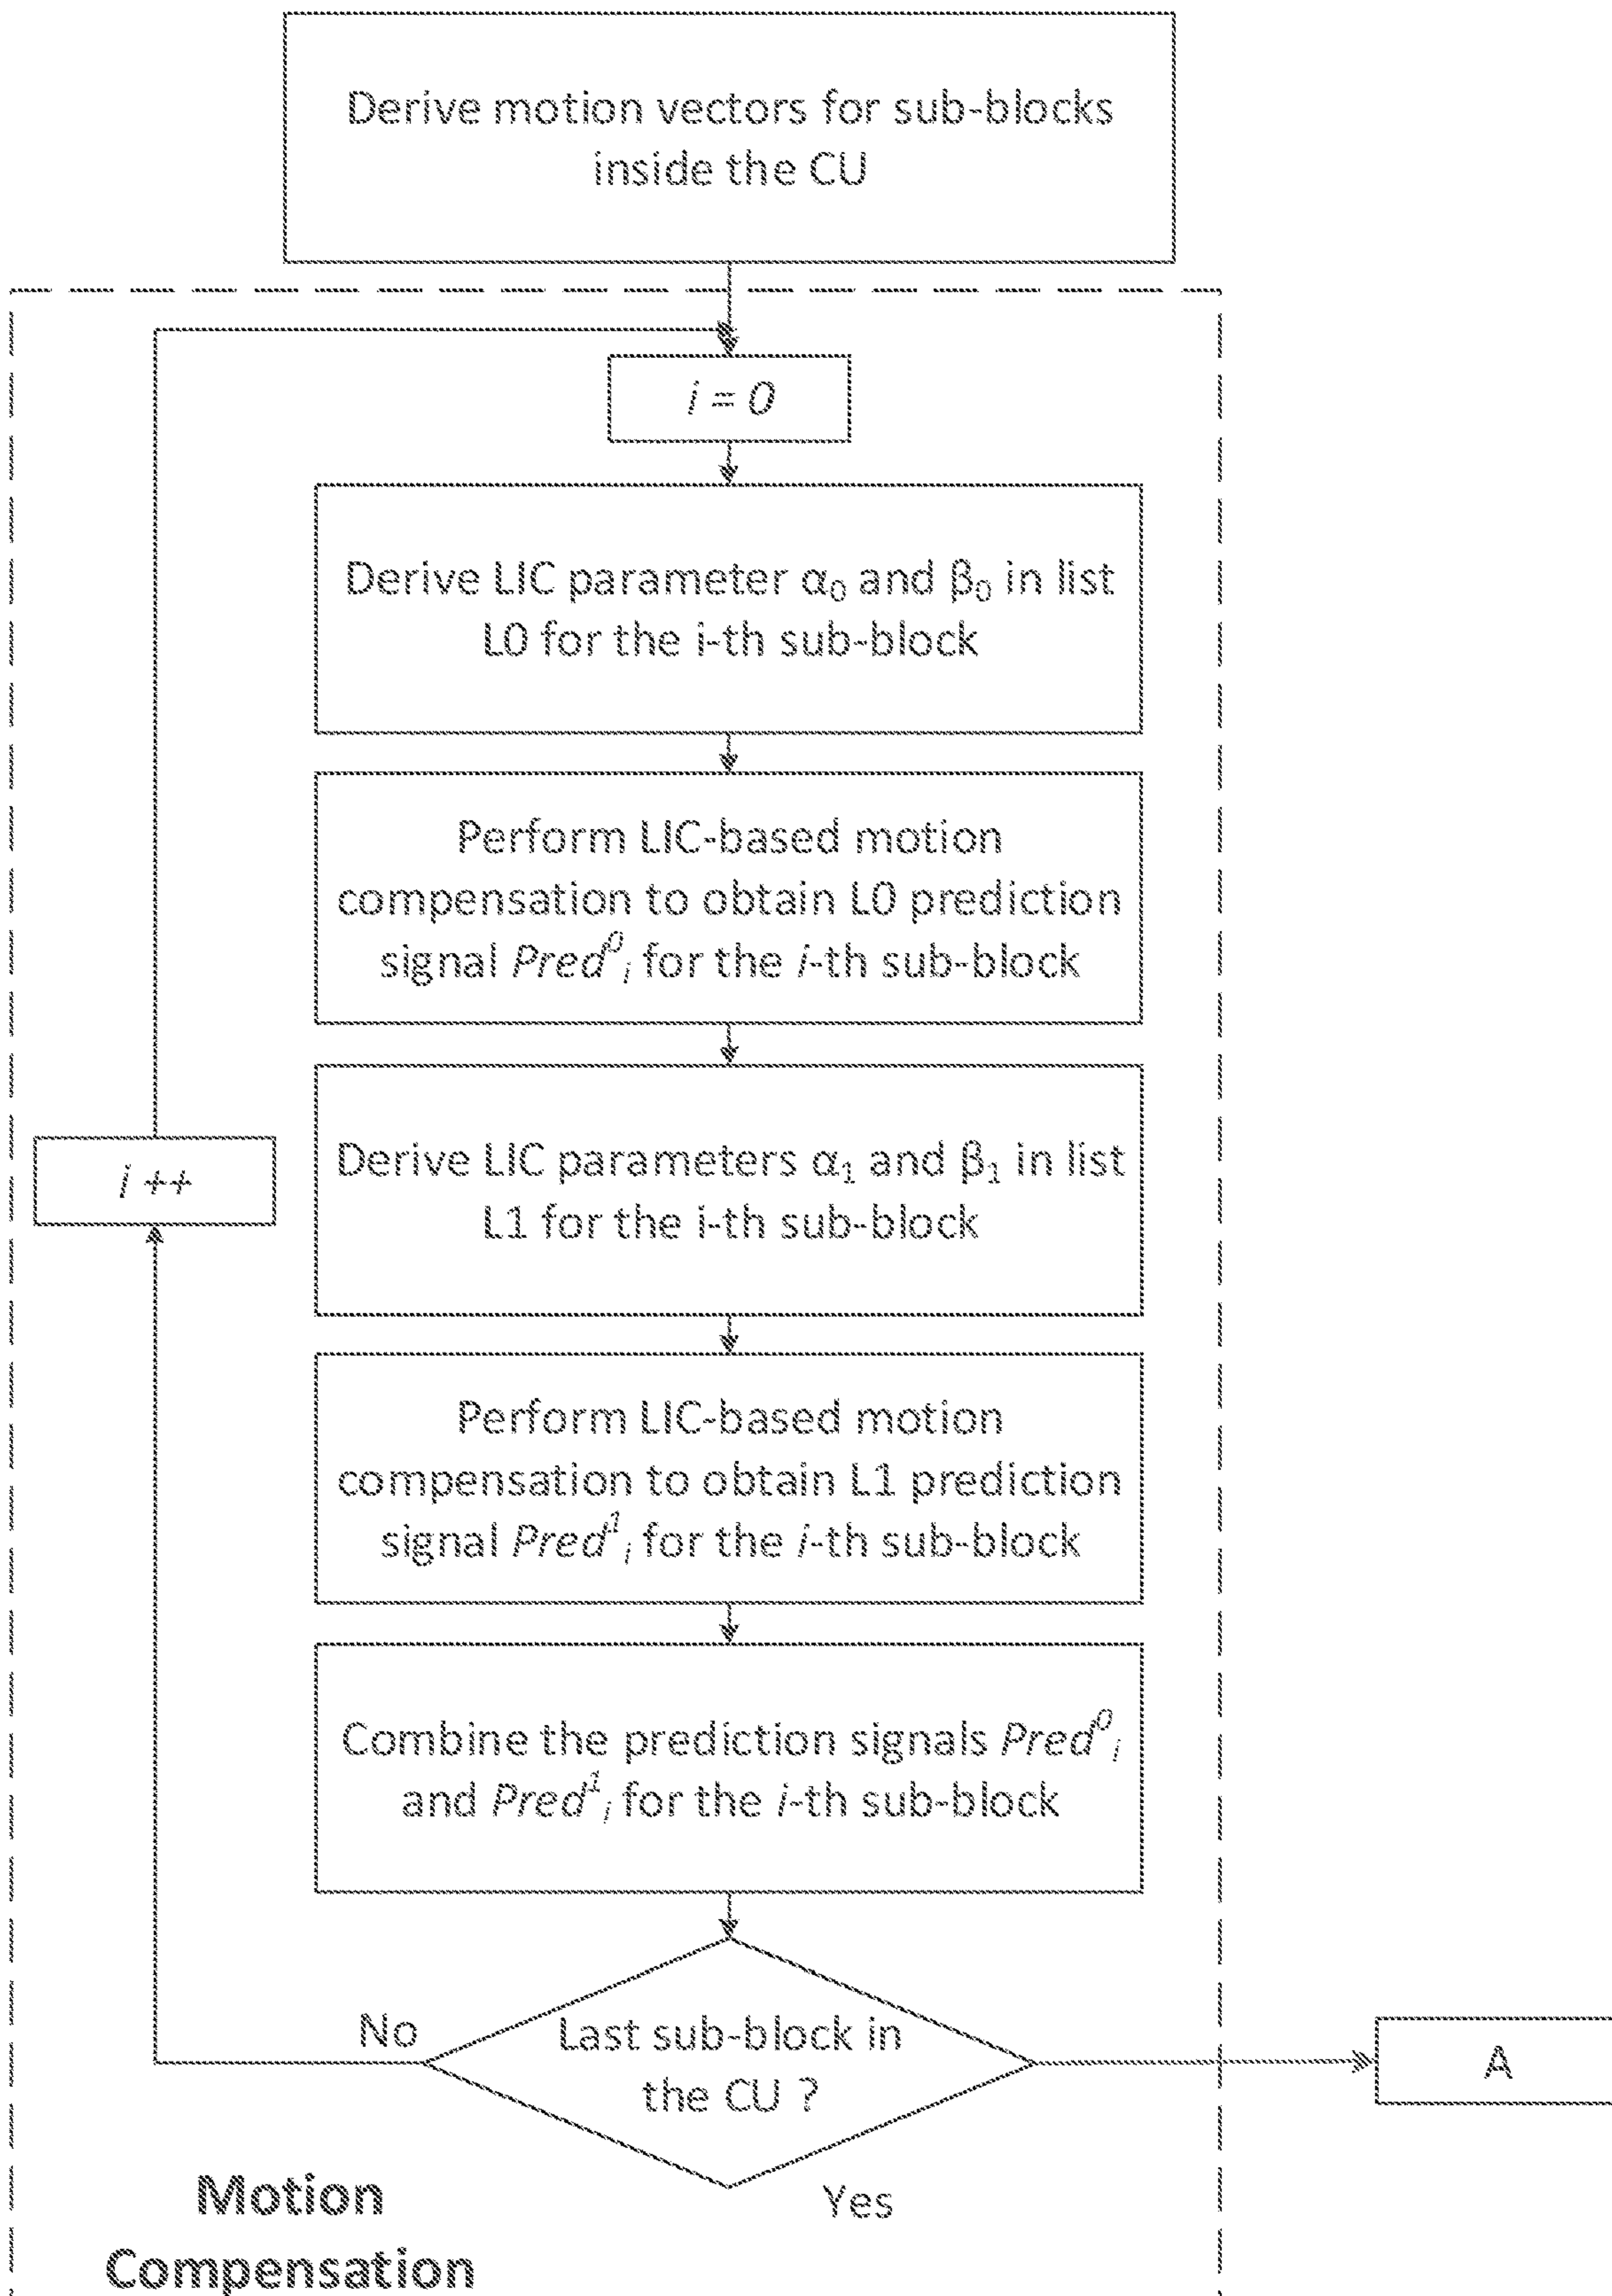 Derive motion vectors for sub-blocks
inside the CU
i = 0
Derive LIC parameter α₀ and β₀ in list
L0 for the i-th sub-block
Perform LIC-based motion
compensation to obtain L0 prediction
signal Pred⁰ᵢ for the i-th sub-block
Derive LIC parameters α₁ and β₁ in list
L1 for the i-th sub-block
i ++
Perform LIC-based motion
compensation to obtain L1 prediction
signal Pred¹ᵢ for the i-th sub-block
Combine the prediction signals Pred⁰ᵢ
and Pred¹ᵢ for the i-th sub-block
No
Last sub-block in
the CU ?
A
Yes
Motion
Compensation